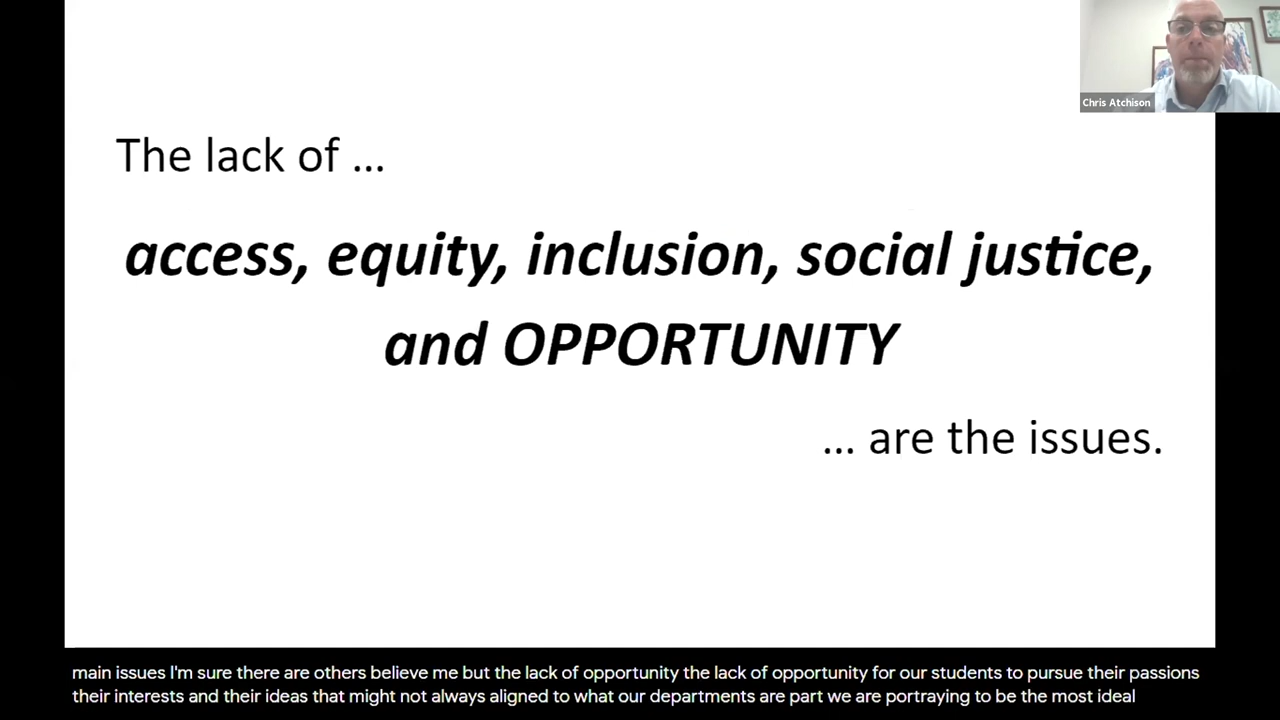 Chris Atchison
The lack of ...
access, equity, inclusion, social justice,
and OPPORTUNITY
... are the issues.
main issues I'm sure there are others believe me but the lack of opportunity the lack of opportunity for our students to pursue their passions
their interests and their ideas that might not always aligned to what our departments are part we are portraying to be the most ideal